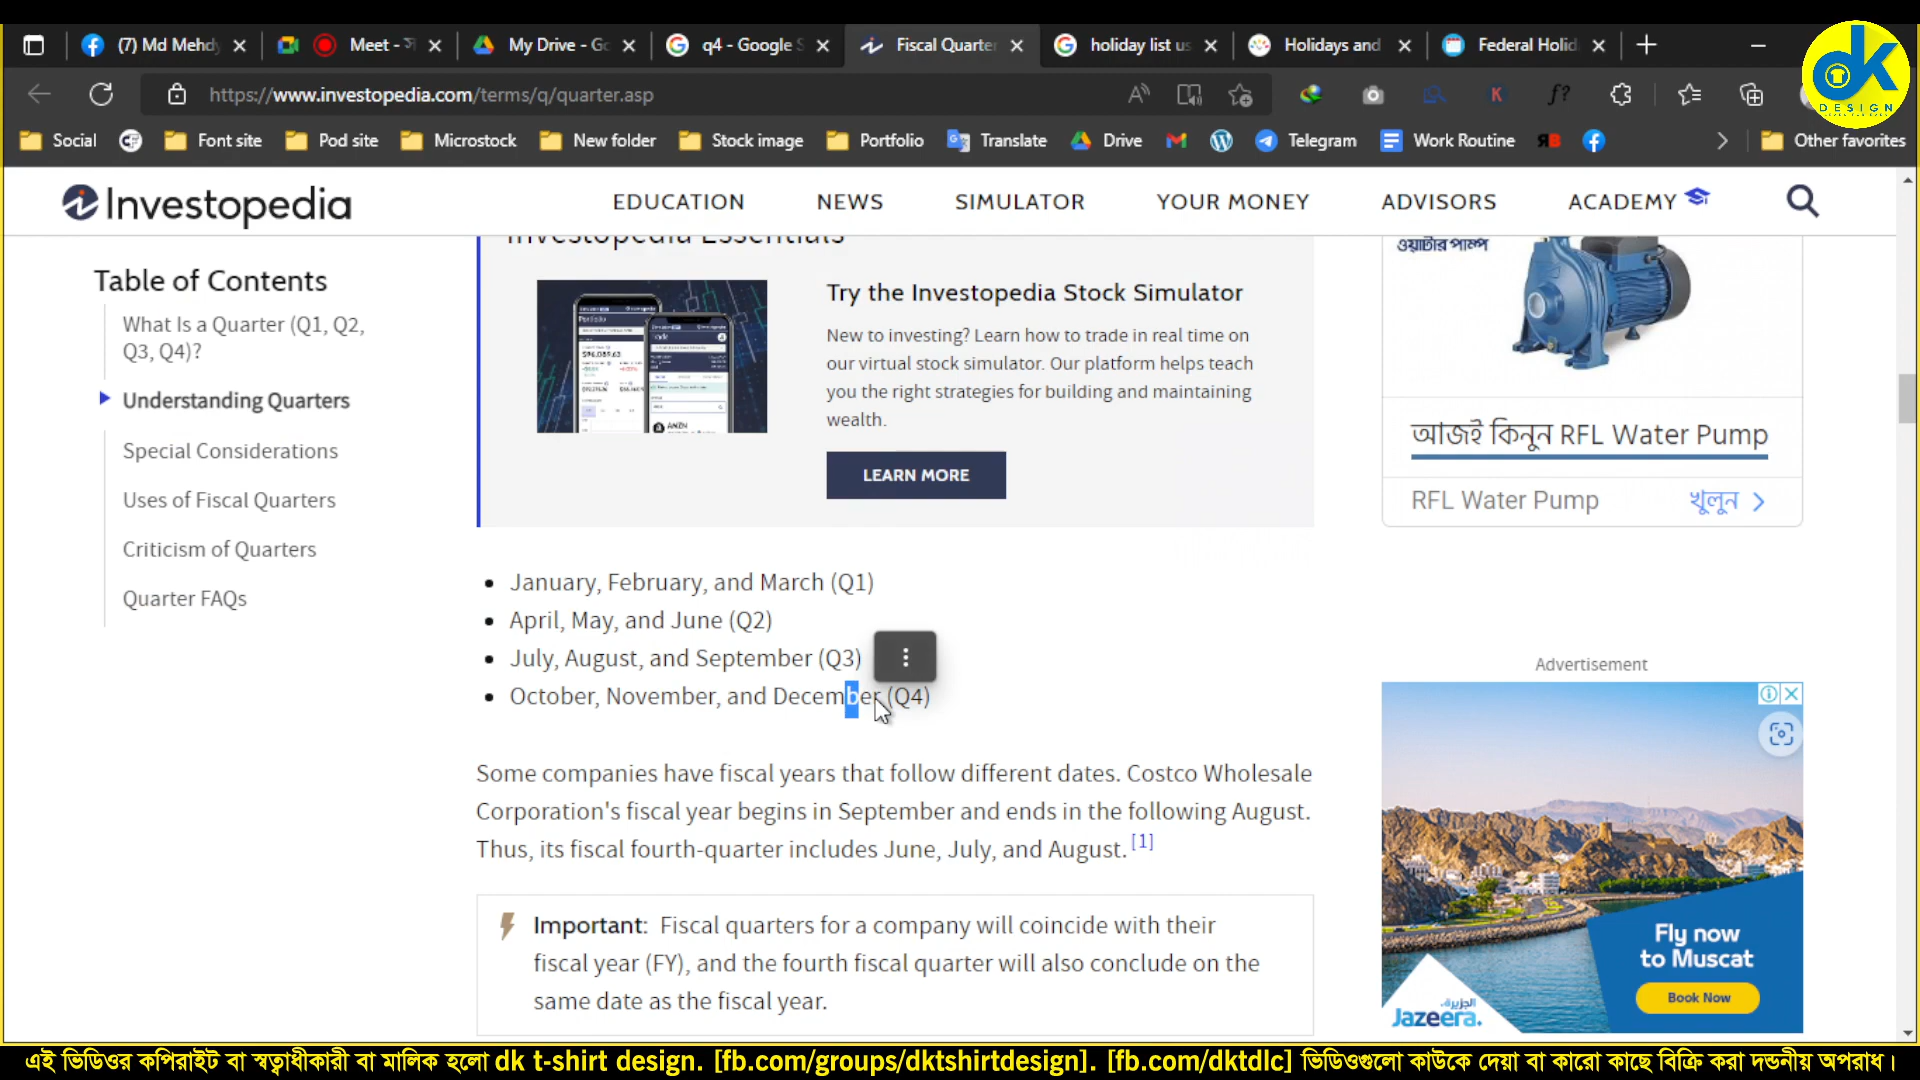 (7) Md Mehdy
Meet -
My Drive - Go
q4 - Google S
Fiscal Quarte
holiday list us
Holidays and
Federal Holid
https://www.investopedia.com/terms/q/quarter.asp
Social
Font site
Pod site
Microstock
New folder
Stock image
Portfolio
Translate
Drive
Telegram
Work Routine
Other favorites
dk
DESIGN
Investopedia
EDUCATION
NEWS
SIMULATOR
YOUR MONEY
ADVISORS
ACADEMY
Table of Contents
What Is a Quarter (Q1, Q2,
Q3, Q4)?
Understanding Quarters
Special Considerations
Uses of Fiscal Quarters
Criticism of Quarters
Quarter FAQs
Investopedia Essentials
Try the Investopedia Stock Simulator
New to investing? Learn how to trade in real time on
our virtual stock simulator. Our platform helps teach
you the right strategies for building and maintaining
wealth.
LEARN MORE
January, February, and March (Q1)
April, May, and June (Q2)
July, August, and September (Q3)
October, November, and December (Q4)
Some companies have fiscal years that follow different dates. Costco Wholesale
Corporation's fiscal year begins in September and ends in the following August.
Thus, its fiscal fourth-quarter includes June, July, and August. [1]
Important: Fiscal quarters for a company will coincide with their
fiscal year (FY), and the fourth fiscal quarter will also conclude on the
same date as the fiscal year.
ওয়াটার পাম্প
আজই কিনুন RFL Water Pump
RFL Water Pump
খুলুন
Advertisement
Fly now
to Muscat
Book Now
الجزيرة
Jazeera.
এই ভিডিওর কপিরাইট বা স্বত্বাধীকারী বা মালিক হলো dk t-shirt design. [fb.com/groups/dktshirtdesign]. [fb.com/dktdlc] ভিডিওগুলো কাউকে দেয়া বা কারো কাছে বিক্রি করা দন্ডনীয় অপরাধ।